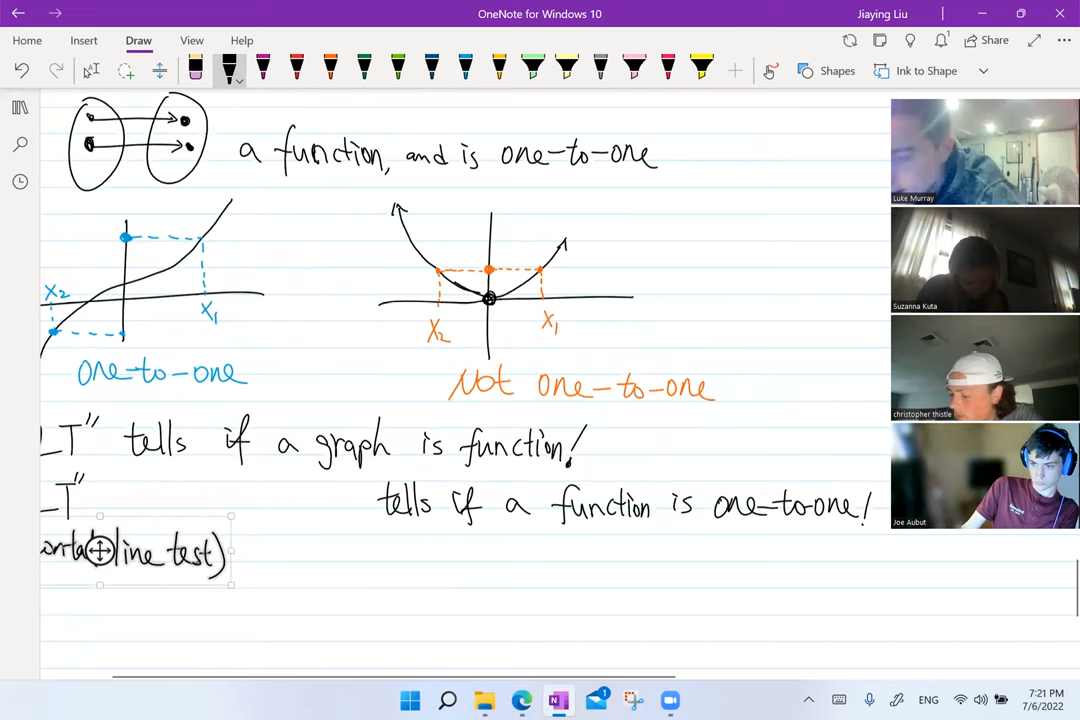 OneNote for Windows 10
Jiaying Liu
Home Insert Draw View Help
Share
Shapes
Ink to Shape
a function, and is one-to-one
X2
X1
X2
X1
one-to-one
Not one-to-one
LT" tells if a graph is function!
LT" tells if a function is one-to-one!
line test)
Luke Murray
Suzanna Kuta
christopher thistle
Joe Aubut
1
ENG
7:21 PM
7/6/2022